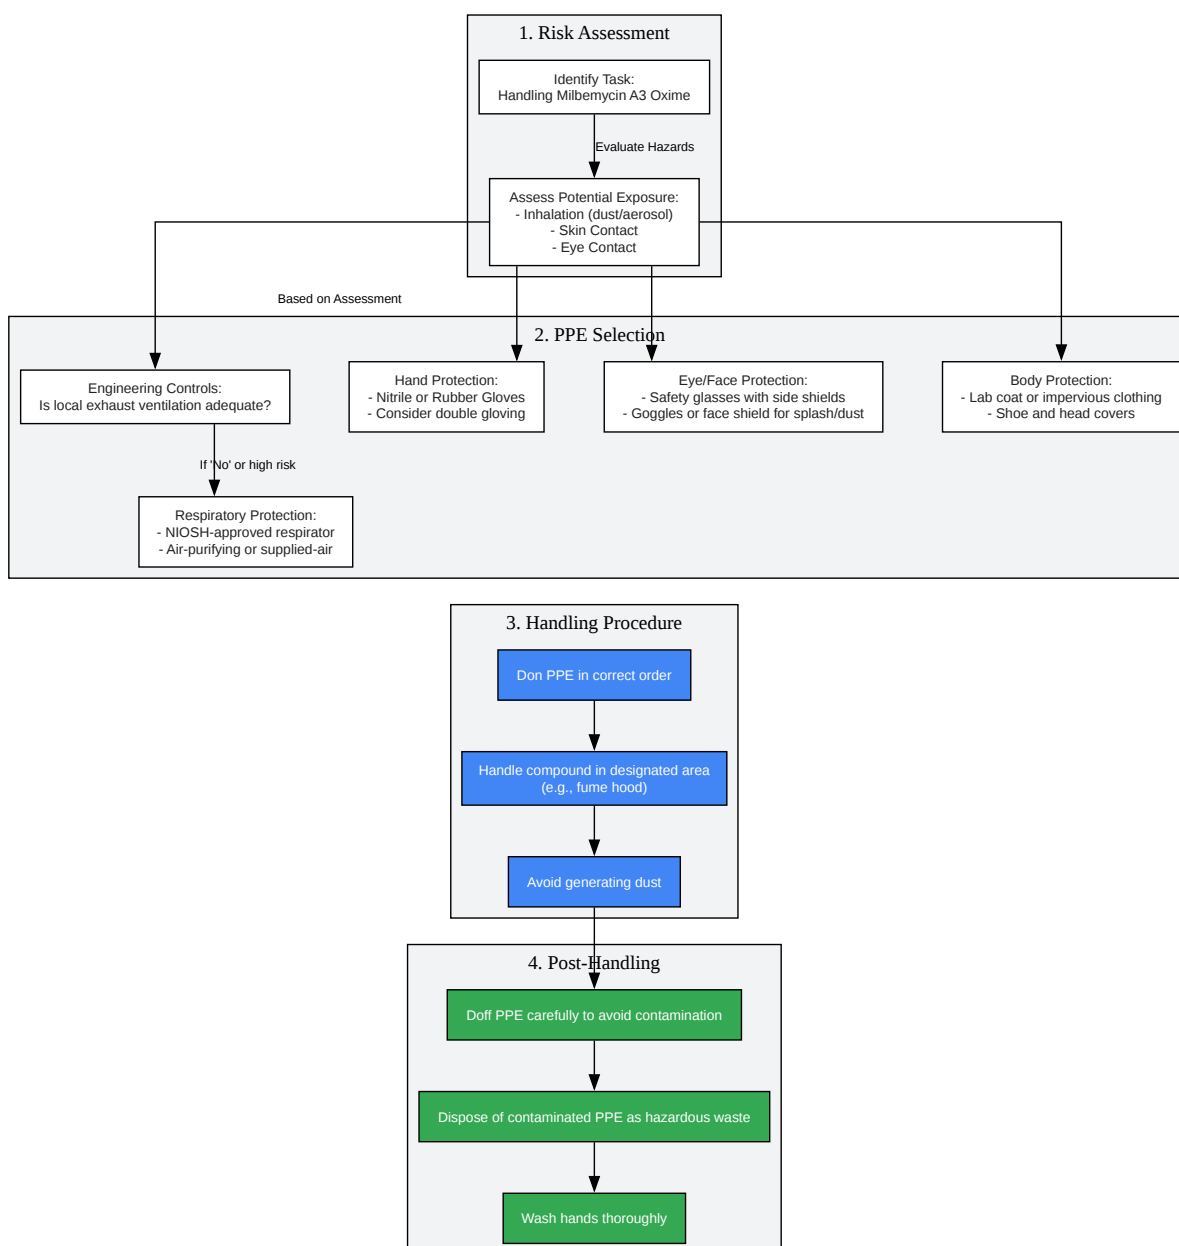 1. Risk Assessment
Identify Task:
Handling Milbemycin A3 Oxime
Evaluate Hazards
Assess Potential Exposure:
- Inhalation (dust/aerosol)
- Skin Contact
- Eye Contact
Based on Assessment
2. PPE Selection
Engineering Controls:
Is local exhaust ventilation adequate?
Hand Protection:
- Nitrile or Rubber Gloves
- Consider double gloving
Eye/Face Protection:
- Safety glasses with side shields
- Goggles or face shield for splash/dust
Body Protection:
- Lab coat or impervious clothing
- Shoe and head covers
If 'No' or high risk
Respiratory Protection:
- NIOSH-approved respirator
- Air-purifying or supplied-air
3. Handling Procedure
Don PPE in correct order
Handle compound in designated area
(e.g., fume hood)
Avoid generating dust
4. Post-Handling
Doff PPE carefully to avoid contamination
Dispose of contaminated PPE as hazardous waste
Wash hands thoroughly